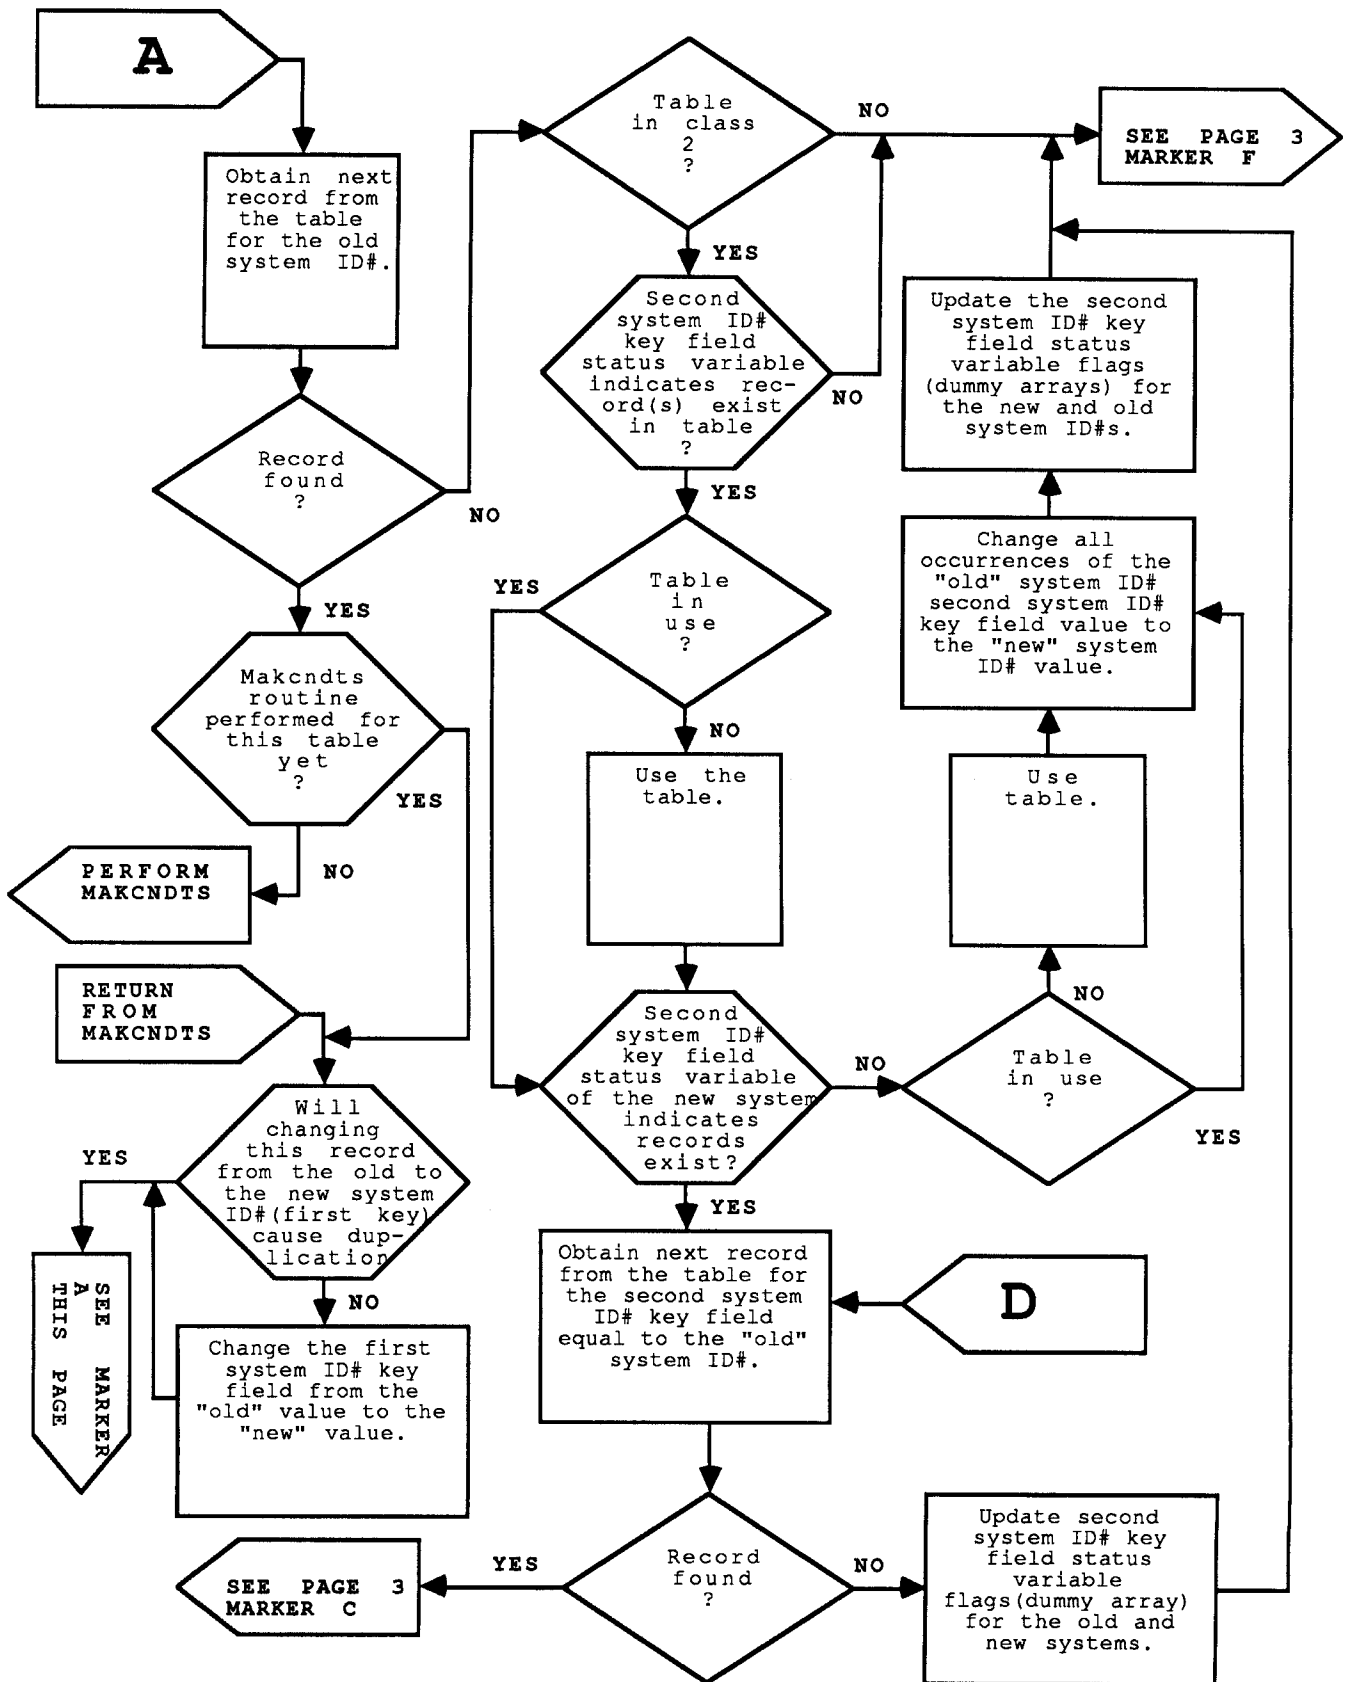 A
Obtain next
record from
the table
for the old
system ID#.
Record
found
?
NO
YES
Makcndts
routine
performed for
this table
yet
?
YES
NO
PERFORM
MAKCNDTS
RETURN
FROM
MAKCNDTS
Will
changing
this record
from the old to
the new system
ID#(first key)
cause dup-
lication
YES
SEE MARKER
A
THIS PAGE
NO
Change the first
system ID# key
field from the
"old" value to the
"new" value.
Table
in class
2
?
NO
SEE PAGE 3
MARKER F
YES
Second
system ID#
key field
status variable
indicates rec-
ord(s) exist
in table
?
NO
YES
Table
in
use
?
YES
NO
Use the
table.
Second
system ID#
key field
status variable
of the new system
indicates
records
exist?
NO
YES
Table
in use
?
NO
YES
Use
table.
Change all
occurrences of the
"old" system ID#
second system ID#
key field value to
the "new" system
ID# value.
Update the second
system ID# key
field status
variable flags
(dummy arrays) for
the new and old
system ID#s.
Obtain next record
from the table for
the second system
ID# key field
equal to the "old"
system ID#.
D
Record
found
?
YES
SEE PAGE 3
MARKER C
NO
Update second
system ID# key
field status
variable
flags(dummy array)
for the old and
new systems.